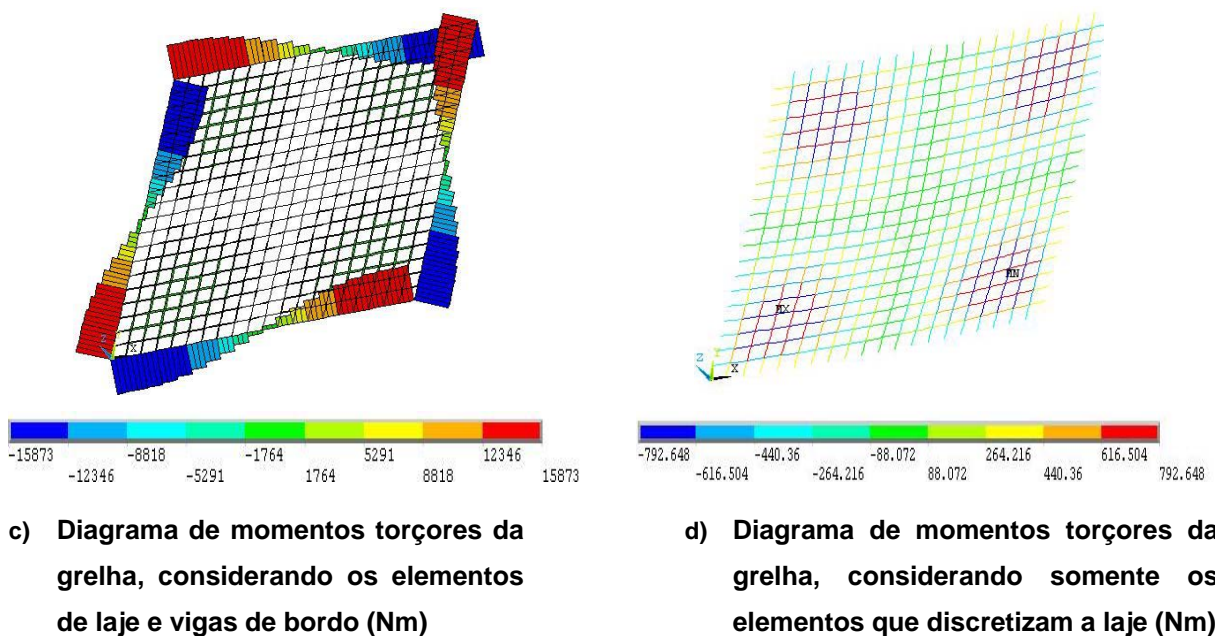 Z
X
MX
MN
Z Y
X
-15873
-8818
-1764
5291
12346
-12346
-5291
1764
8818
15873
-792.648
-440.36
-88.072
264.216
616.504
-616.504
-264.216
88.072
440.36
792.648
c) Diagrama de momentos torçores da
grelha, considerando os elementos
de laje e vigas de bordo (Nm)
d) Diagrama de momentos torçores da
grelha, considerando somente os
elementos que discretizam a laje (Nm)